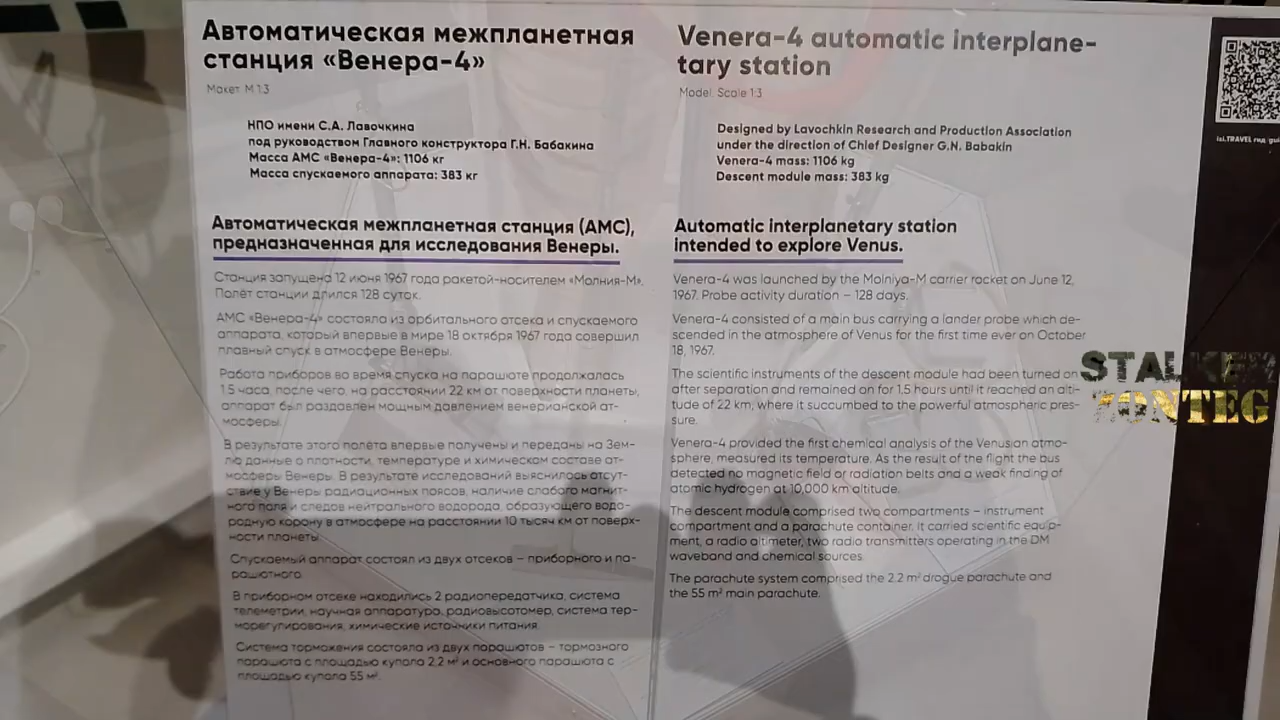 Автоматическая межпланетная
станция «Венера-4»
Макет. М 1:3
НПО имени С.А. Лавочкина
под руководством Главного конструктора Г.Н. Бабакина
Масса АМС «Венера-4»: 1106 кг
Масса спускаемого аппарата: 383 кг
Автоматическая межпланетная станция (АМС),
предназначенная для исследования Венеры.
Станция запущена 12 июня 1967 года ракетой-носителем «Молния-М».
Полёт станции длился 128 суток.
АМС «Венера-4» состояла из орбитального отсека и спускаемого
аппарата, который впервые в мире 18 октября 1967 года совершил
плавный спуск в атмосфере Венеры.
Работа приборов во время спуска на парашюте продолжалась
1,5 часа, после чего, на расстоянии 22 км от поверхности планеты,
аппарат был раздавлен мощным давлением венерианской ат-
мосферы.
В результате этого полета впервые получены и переданы на Зем-
лю данные о плотности, температуре и химическом составе ат-
мосферы Венеры. В результате исследований выяснилось отсут-
ствие у Венеры радиационных поясов, наличие слабого магнит-
ного поля и следов нейтрального водорода, образующего водо-
родную корону в атмосфере на расстоянии 10 тысяч км от поверх-
ности планеты.
Спускаемый аппарат состоял из двух отсеков – приборного и па-
рашютного.
В приборном отсеке находились 2 радиопередатчика, система
телеметрии, научная аппаратура, радиовысотомер, система тер-
морегулирования, химические источники питания.
Система торможения состояла из двух парашютов – тормозного
парашюта с площадью купола 2,2 м² и основного парашюта с
площадью купола 55 м².
Venera-4 automatic interplane-
tary station
Model. Scale 1:3
Designed by Lavochkin Research and Production Association
under the direction of Chief Designer G.N. Babakin
Venera-4 mass: 1106 kg
Descent module mass: 383 kg
Automatic interplanetary station
intended to explore Venus.
Venera-4 was launched by the Molniya-M carrier rocket on June 12,
1967. Probe activity duration – 128 days.
Venera-4 consisted of a main bus carrying a lander probe which de-
scended in the atmosphere of Venus for the first time ever on October
18, 1967.
The scientific instruments of the descent module had been turned on
after separation and remained on for 1.5 hours until it reached an alti-
tude of 22 km, where it succumbed to the powerful atmospheric pres-
sure.
Venera-4 provided the first chemical analysis of the Venusian atmo-
sphere, measured its temperature. As the result of the flight the bus
detected no magnetic field or radiation belts and a weak finding of
atomic hydrogen at 10,000 km altitude.
The descent module comprised two compartments – instrument
compartment and a parachute container. It carried scientific equip-
ment, a radio altimeter, two radio transmitters operating in the DM
waveband and chemical sources.
The parachute system comprised the 2.2 m² drogue parachute and
the 55 m² main parachute.
izi.TRAVEL
STALKER
ZONTEG